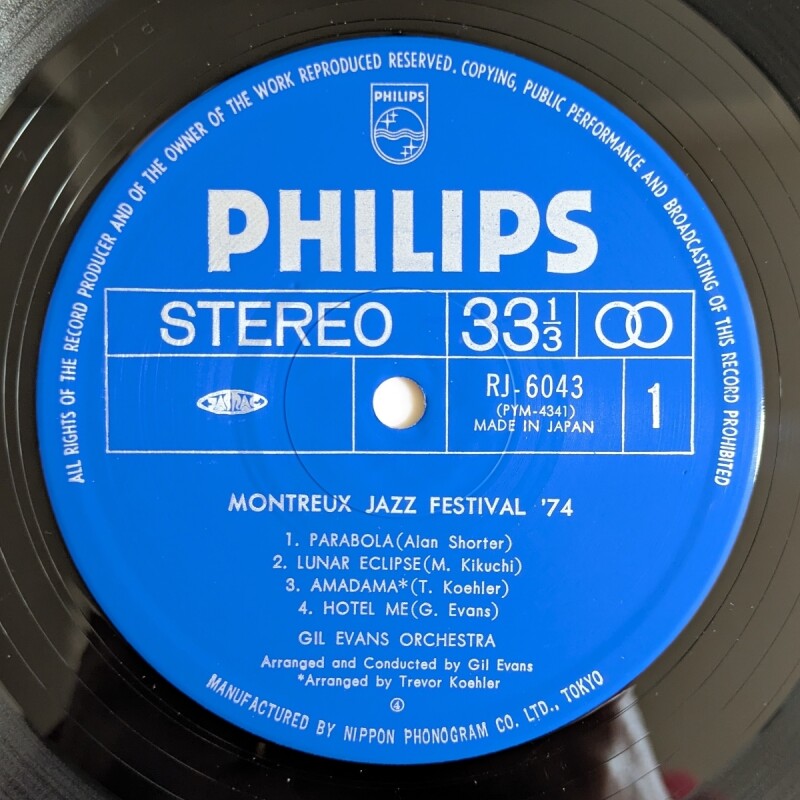 ALL RIGHTS OF THE RECORD PRODUCER AND OF THE OWNER OF THE WORK REPRODUCED RESERVED. COPYING, PUBLIC PERFORMANCE AND BROADCASTING OF THIS RECORD PROHIBITED
PHILIPS
PHILIPS
STEREO
33 1/3
JASRAC
RJ-6043
(PYM-4341)
MADE IN JAPAN
1
MONTREUX JAZZ FESTIVAL '74
1. PARABOLA(Alan Shorter)
2. LUNAR ECLIPSE(M. Kikuchi)
3. AMADAMA*(T. Koehler)
4. HOTEL ME(G. Evans)
GIL EVANS ORCHESTRA
Arranged and Conducted by Gil Evans
*Arranged by Trevor Koehler
④
MANUFACTURED BY NIPPON PHONOGRAM CO. LTD., TOKYO